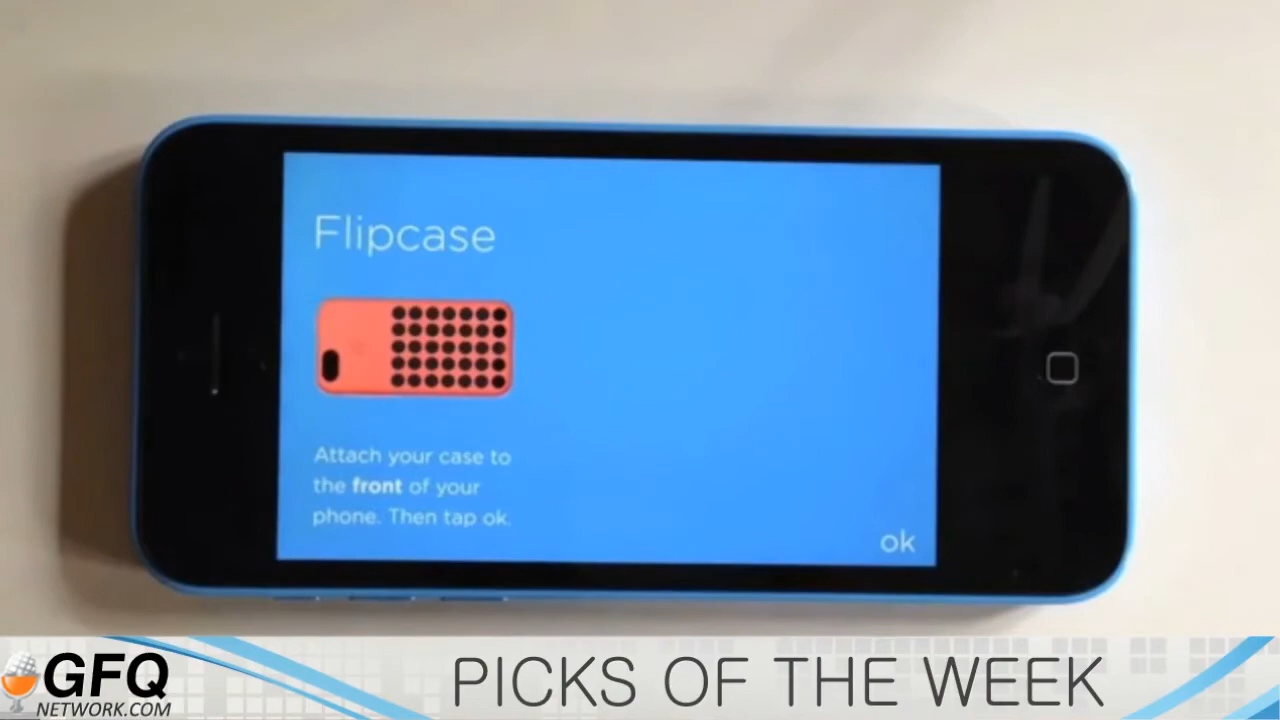 Flipcase
Attach your case to
the front of your
phone. Then tap ok.
ok
GFQ
NETWORK.COM
PICKS OF THE WEEK